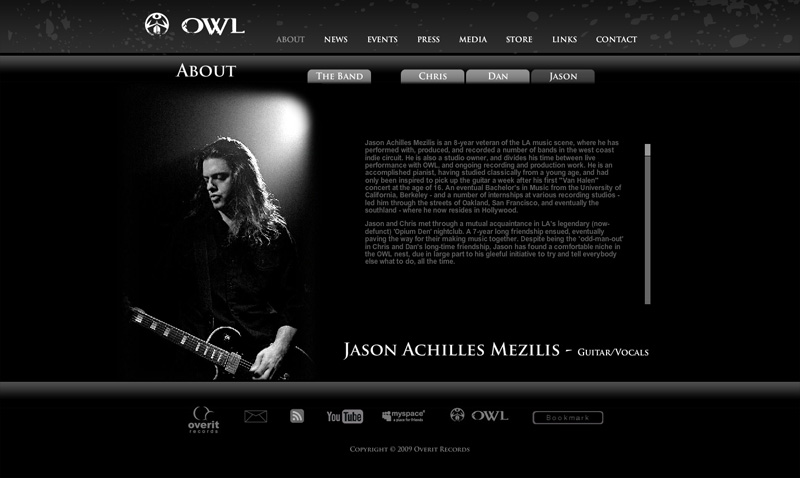 OWL
ABOUT NEWS EVENTS PRESS MEDIA STORE LINKS CONTACT
ABOUT
THE BAND CHRIS DAN JASON
Jason Achilles Mezilis is an 8-year veteran of the LA music scene, where he has
performed with, produced, and recorded a number of bands in the west coast
indie circuit. He is also a studio owner, and divides his time between live
performance with OWL, and ongoing recording and production work. He is an
accomplished pianist, having studied classically from a young age, and had
only been inspired to pick up the guitar a week after his first "Van Halen"
concert at the age of 16. An eventual Bachelor's in Music from the University of
California, Berkeley - and a number of internships at various recording studios -
led him through the streets of Oakland, San Francisco, and eventually the
southland - where he now resides in Hollywood.
Jason and Chris met through a mutual acquaintance in LA's legendary (now-
defunct) 'Opium Den' nightclub. A 7-year long friendship ensued, eventually
paving the way for their making music together. Despite being the 'odd-man-out'
in Chris and Dan's long-time friendship, Jason has found a comfortable niche in
the OWL nest, due in large part to his gleeful initiative to try and tell everybody
else what to do, all the time.
JASON ACHILLES MEZILIS - GUITAR/VOCALS
overit
records
YouTube
myspace
a place for friends
OWL
Bookmark
COPYRIGHT © 2009 OVERIT RECORDS